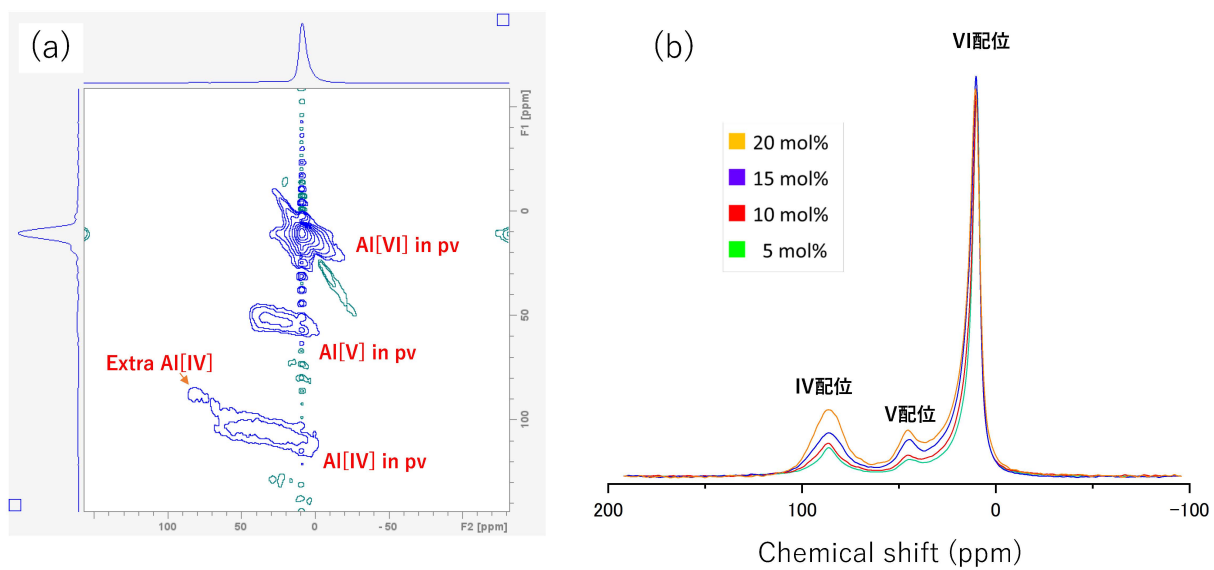 (a)
F1 [ppm]
0
50
100
Al[VI] in pv
Al[V] in pv
Extra Al[IV]
Al[IV] in pv
100
50
0
-50
F2 [ppm]
(b)
VI配位
20 mol%
15 mol%
10 mol%
5 mol%
IV配位
V配位
200
100
0
-100
Chemical shift (ppm)